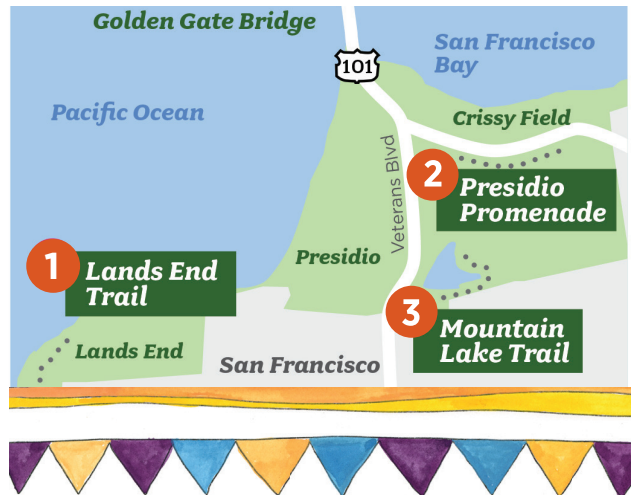 Golden Gate Bridge
101
San Francisco
Bay
Pacific Ocean
Crissy Field
Veterans Blvd
2
Presidio
Promenade
Presidio
1
Lands End
Trail
3
Mountain
Lake Trail
Lands End
San Francisco